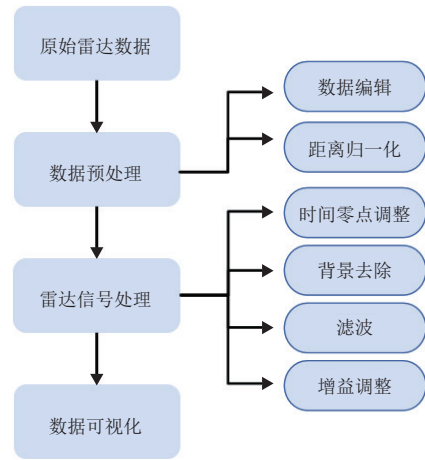 原始雷达数据
数据预处理
数据编辑
距离归一化
雷达信号处理
时间零点调整
背景去除
滤波
增益调整
数据可视化